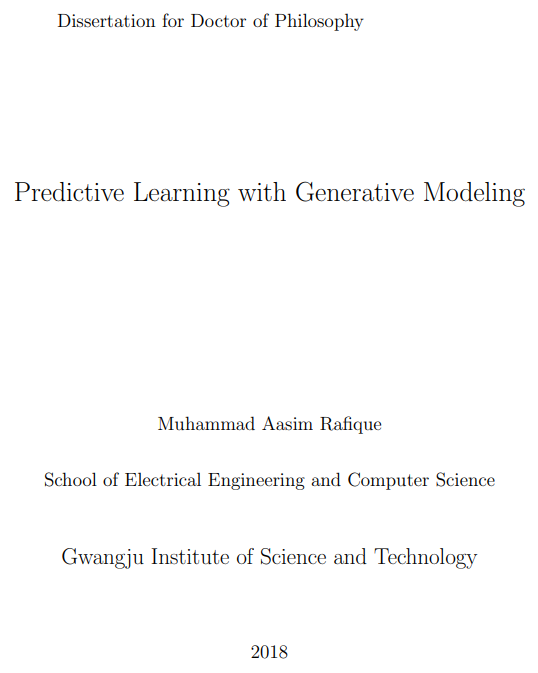 Dissertation for Doctor of Philosophy
Predictive Learning with Generative Modeling
Muhammad Aasim Rafique
School of Electrical Engineering and Computer Science
Gwangju Institute of Science and Technology
2018